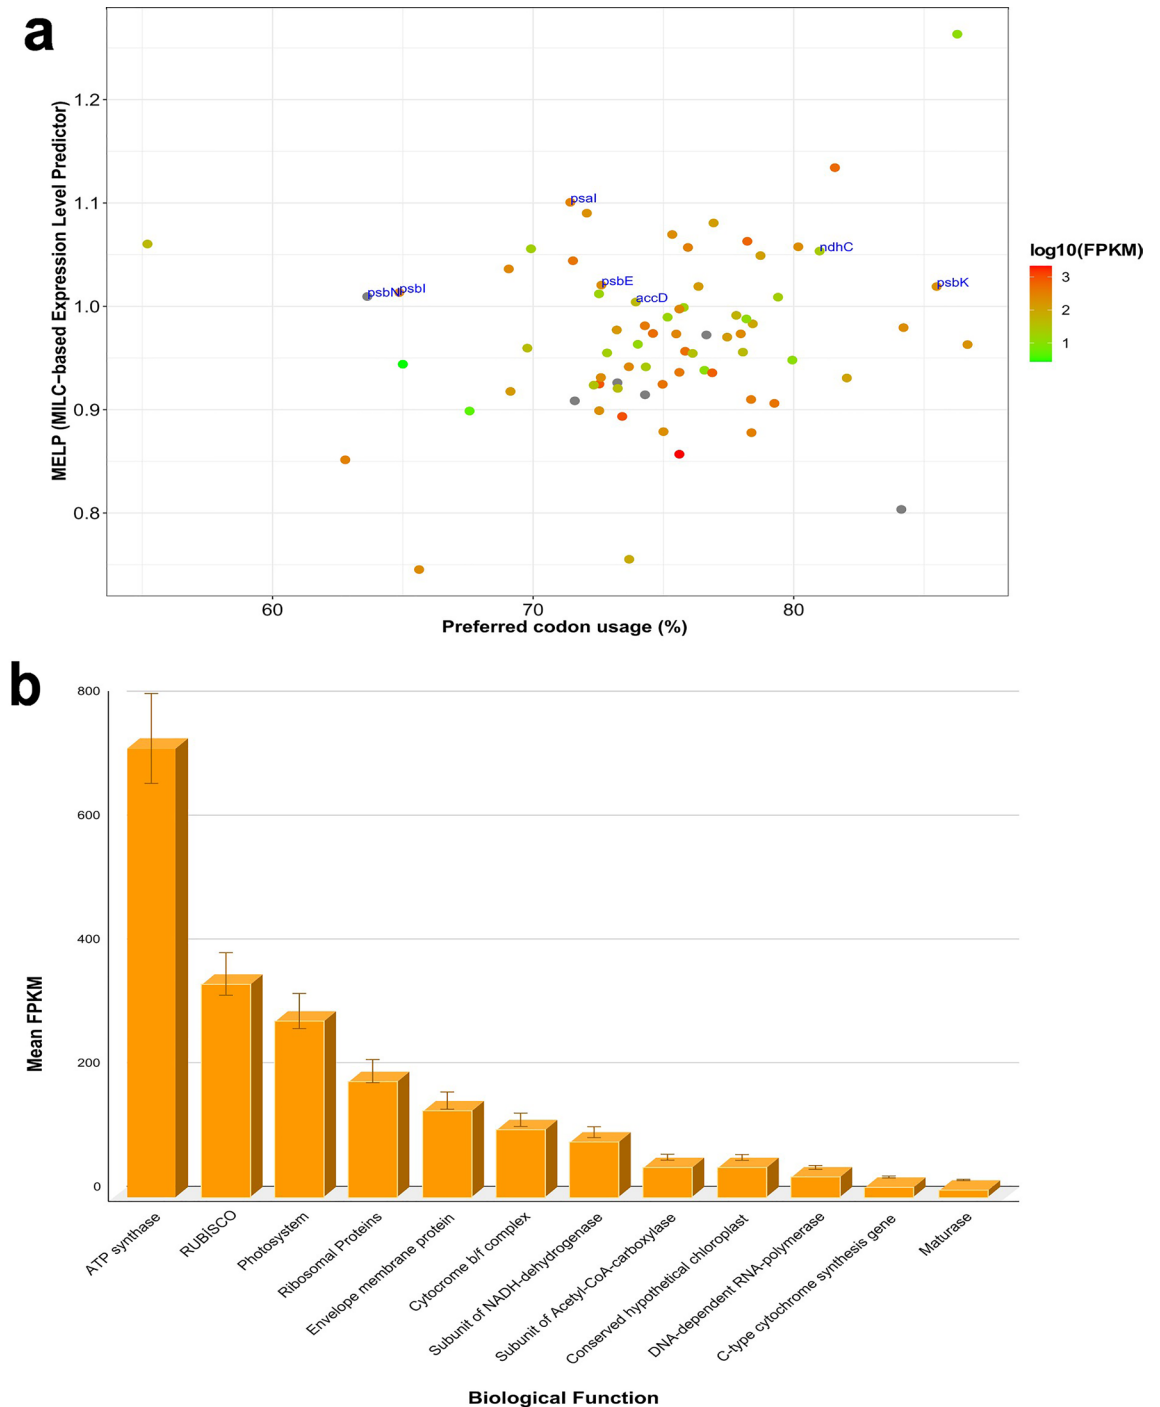 a
MELP (MILC−based Expression Level Predictor)
1.2
1.1
1.0
0.9
0.8
psaI
ndhC
psbE
psbK
psbN
psbI
accD
60
70
80
Preferred codon usage (%)
log10(FPKM)
3
2
1
b
Mean FPKM
800
600
400
200
0
ATP synthase
RUBISCO
Photosystem
Ribosomal Proteins
Envelope membrane protein
Cytocrome b/f complex
Subunit of NADH-dehydrogenase
Subunit of Acetyl-CoA-carboxylase
Conserved hypothetical chloroplast
DNA-dependent RNA-polymerase
C-type cytochrome synthesis gene
Maturase
Biological Function